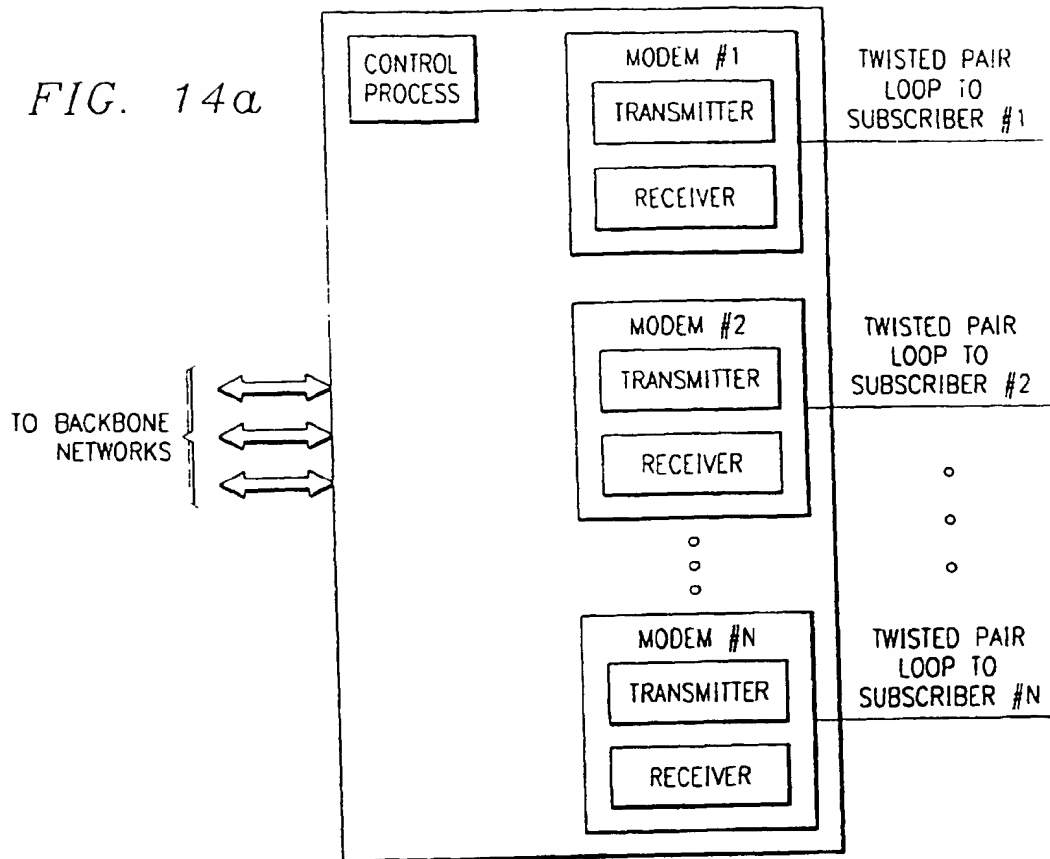 FIG. 14a
CONTROL
PROCESS
MODEM #1
TRANSMITTER
RECEIVER
TWISTED PAIR
LOOP TO
SUBSCRIBER #1
MODEM #2
TRANSMITTER
RECEIVER
TWISTED PAIR
LOOP TO
SUBSCRIBER #2
TO BACKBONE
NETWORKS
MODEM #N
TRANSMITTER
RECEIVER
TWISTED PAIR
LOOP TO
SUBSCRIBER #N